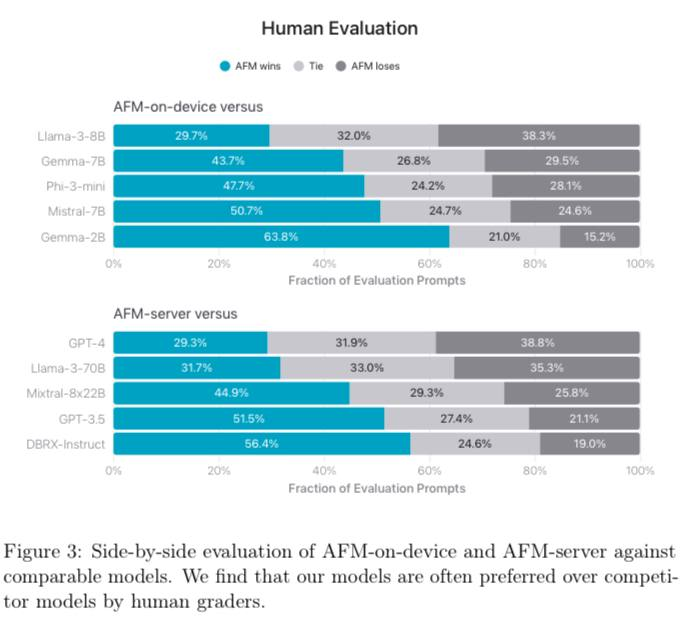 Human Evaluation
AFM wins Tie AFM loses
AFM-on-device versus
Llama-3-8B 29.7% 32.0% 38.3%
Gemma-7B 43.7% 26.8% 29.5%
Phi-3-mini 47.7% 24.2% 28.1%
Mistral-7B 50.7% 24.7% 24.6%
Gemma-2B 63.8% 21.0% 15.2%
0% 20% 40% 60% 80% 100%
Fraction of Evaluation Prompts
AFM-server versus
GPT-4 29.3% 31.9% 38.8%
Llama-3-70B 31.7% 33.0% 35.3%
Mixtral-8x22B 44.9% 29.3% 25.8%
GPT-3.5 51.5% 27.4% 21.1%
DBRX-Instruct 56.4% 24.6% 19.0%
0% 20% 40% 60% 80% 100%
Fraction of Evaluation Prompts
Figure 3: Side-by-side evaluation of AFM-on-device and AFM-server against
comparable models. We find that our models are often preferred over competi-
tor models by human graders.